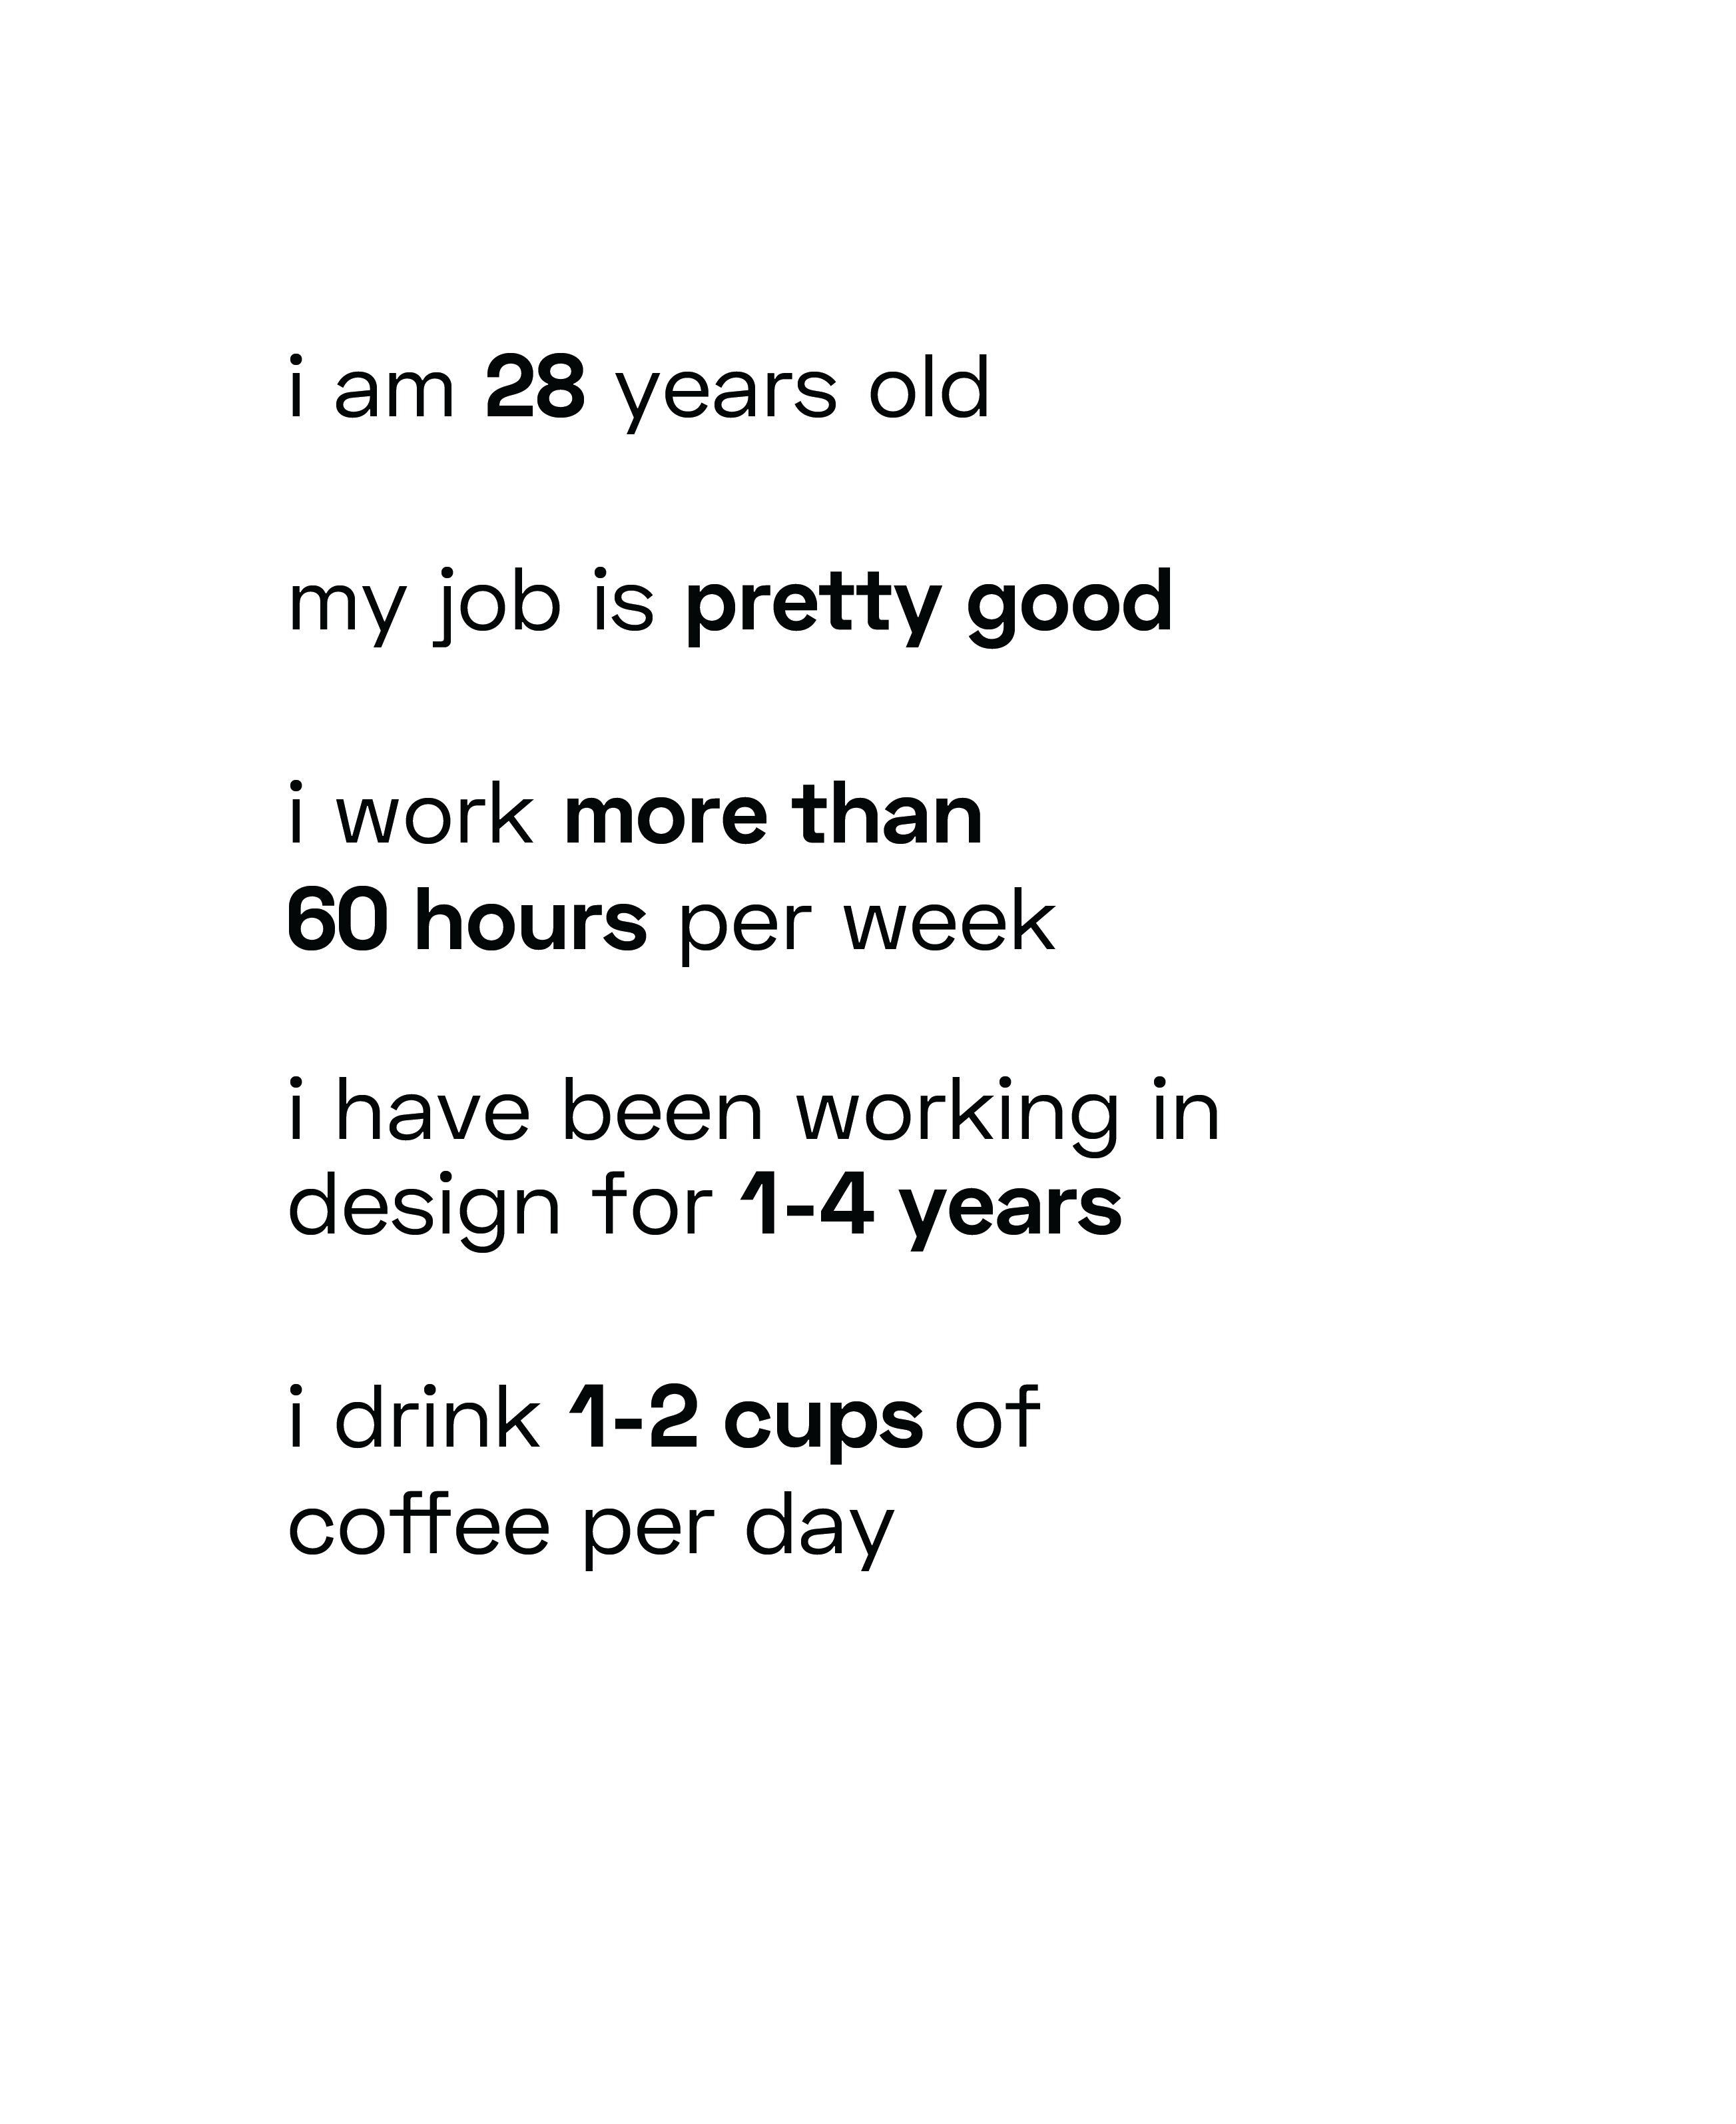 i am 28 years old
my job is pretty good
i work more than
60 hours per week
i have been working in
design for 1-4 years
i drink 1-2 cups of
coffee per day